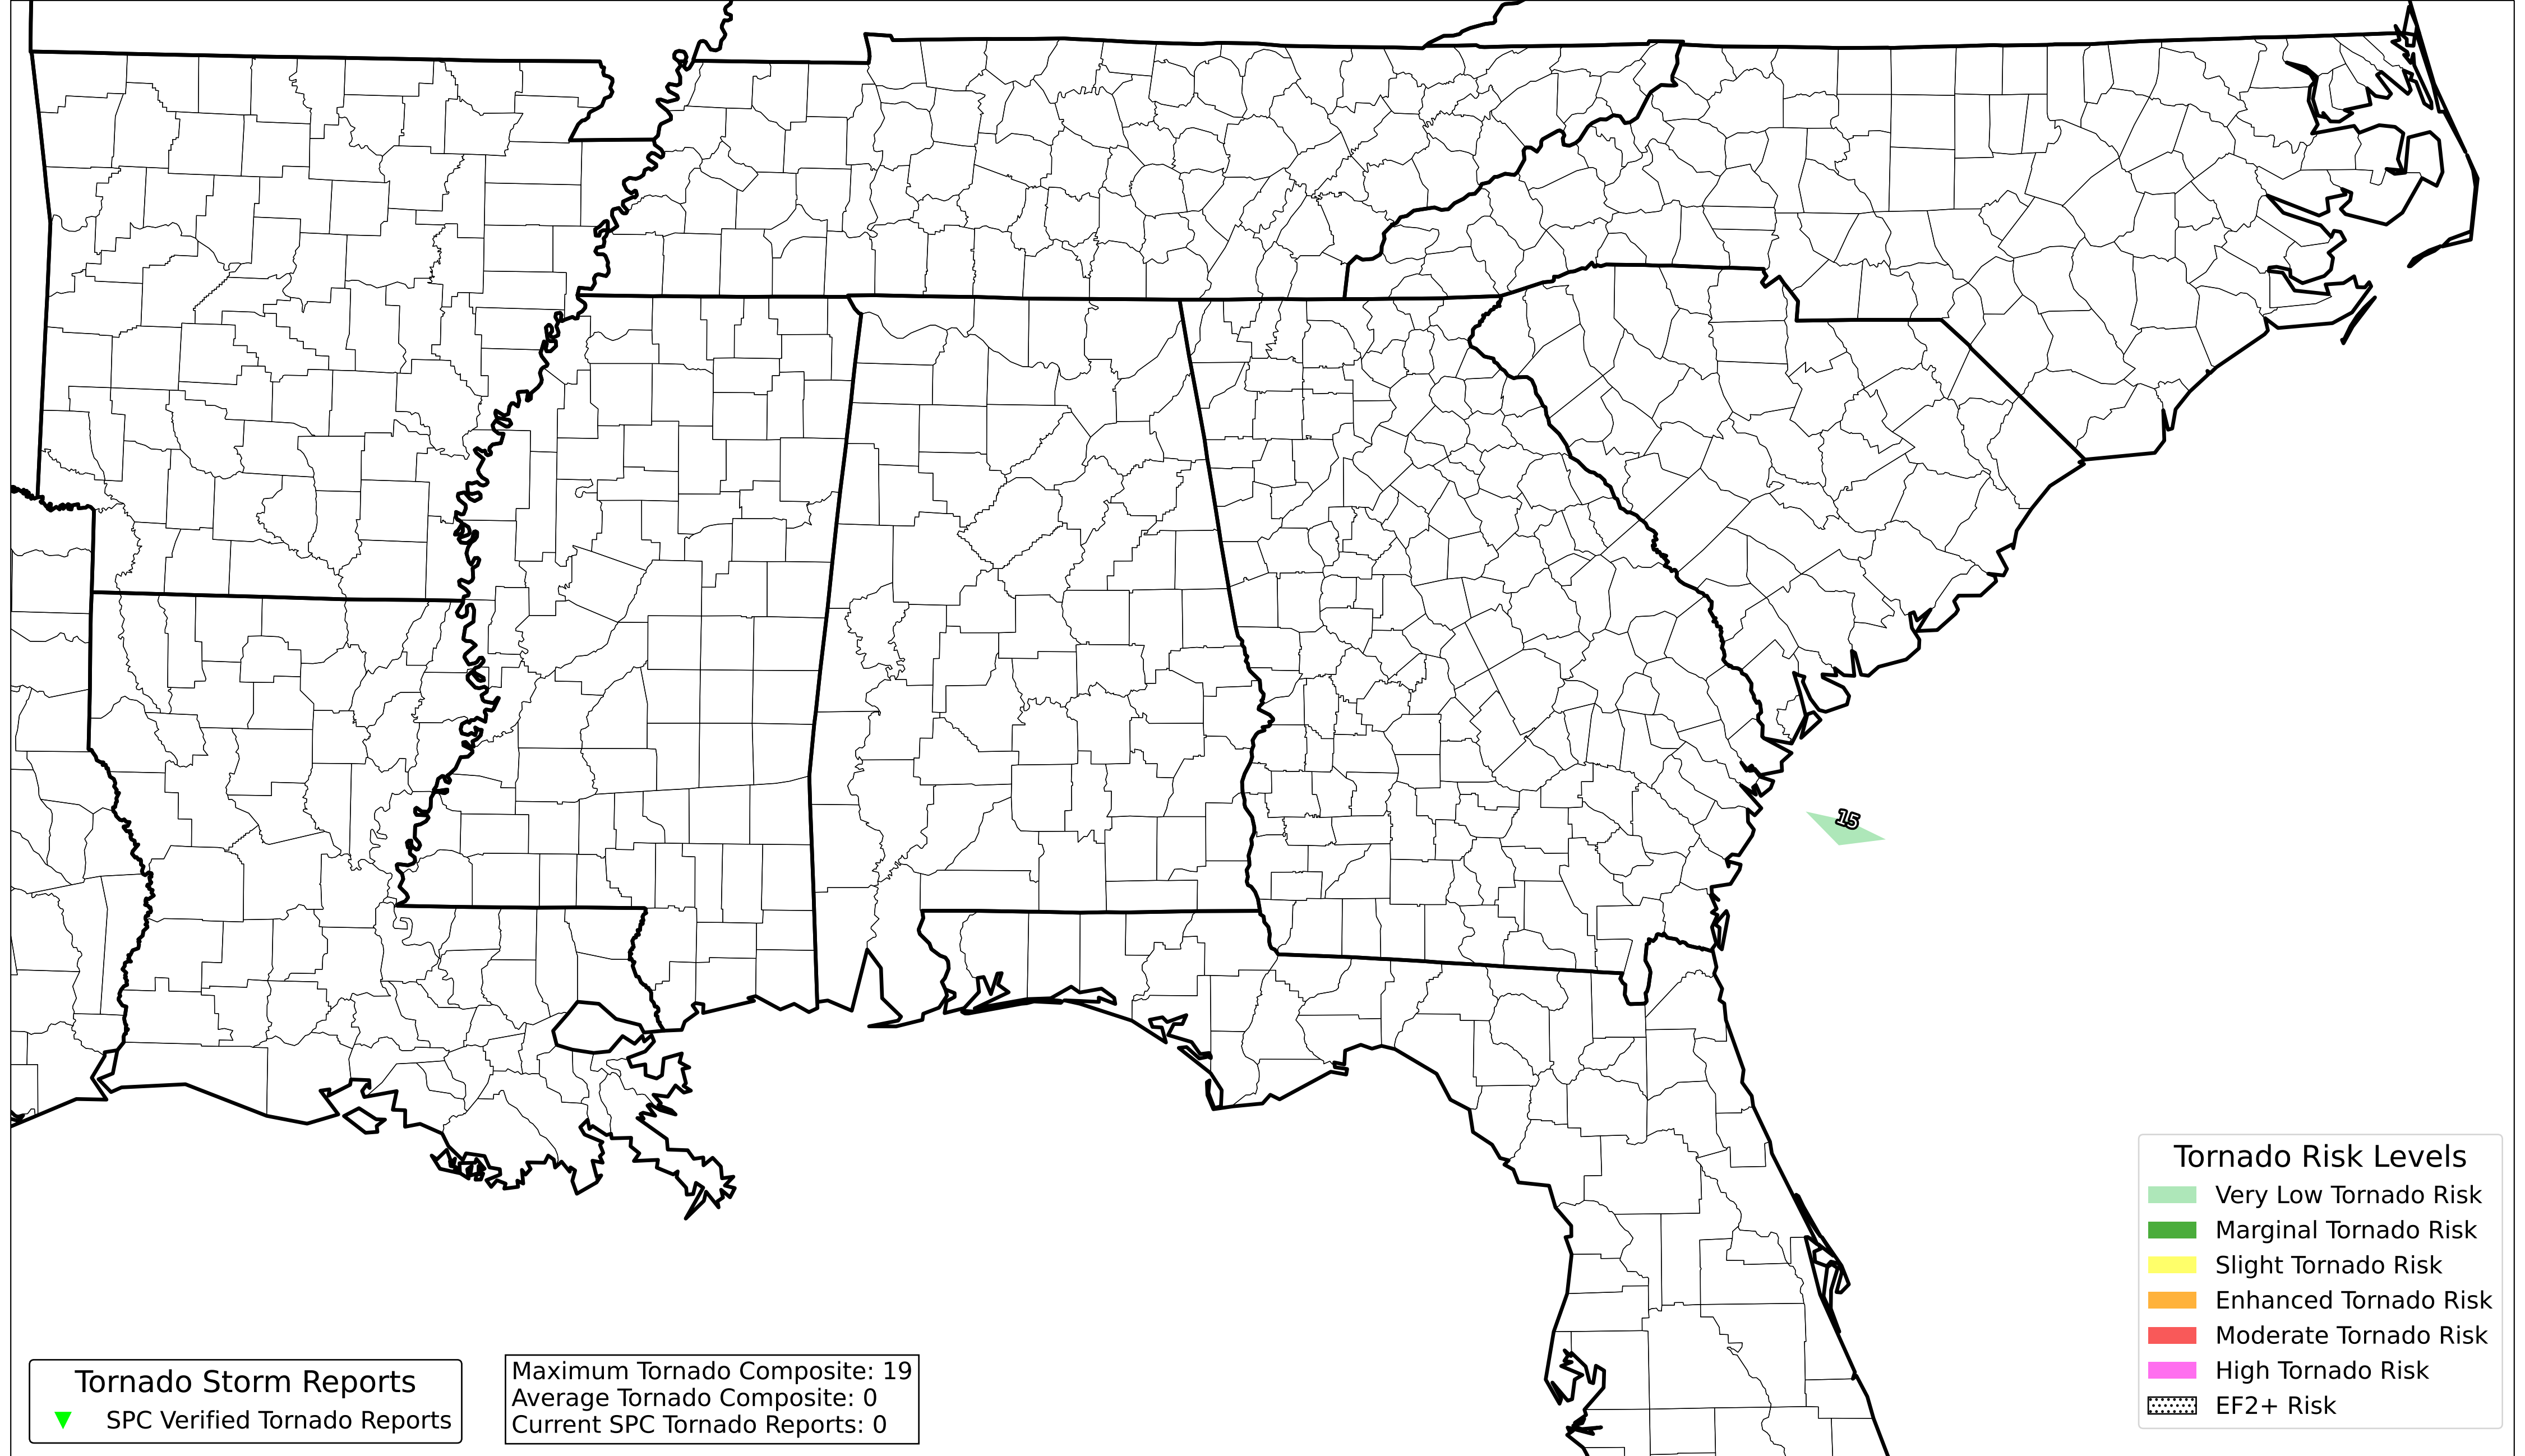 15
Tornado Risk Levels
Very Low Tornado Risk
Marginal Tornado Risk
Slight Tornado Risk
Enhanced Tornado Risk
Moderate Tornado Risk
High Tornado Risk
EF2+ Risk
Tornado Storm Reports
SPC Verified Tornado Reports
Maximum Tornado Composite: 19
Average Tornado Composite: 0
Current SPC Tornado Reports: 0